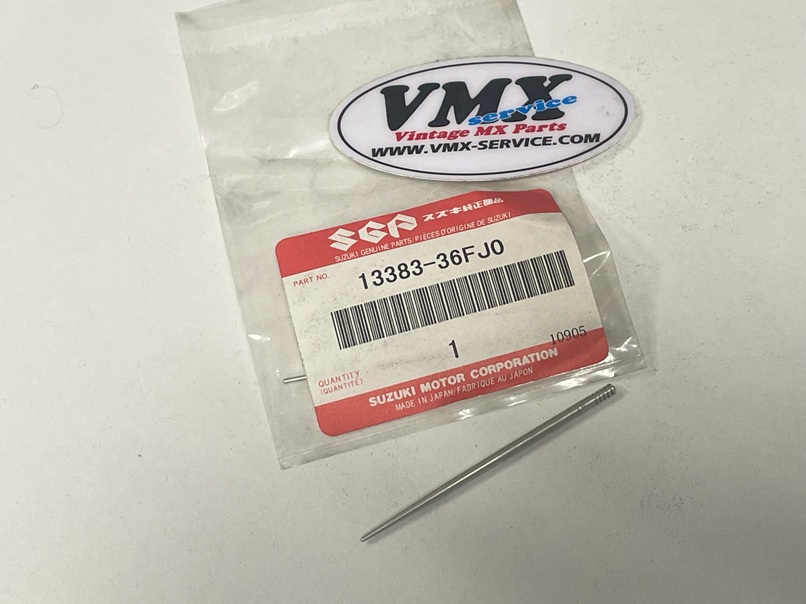 VMX
service
Vintage MX Parts
WWW.VMX-SERVICE.COM
SGP スズキ純正部品
SUZUKI GENUINE PARTS/PIÈCES D'ORIGINE DE SUZUKI
PART NO.
13383-36FJ0
1
10905
QUANTITY
(QUANTITÉ)
SUZUKI MOTOR CORPORATION
MADE IN JAPAN/FABRIQUE AU JAPON